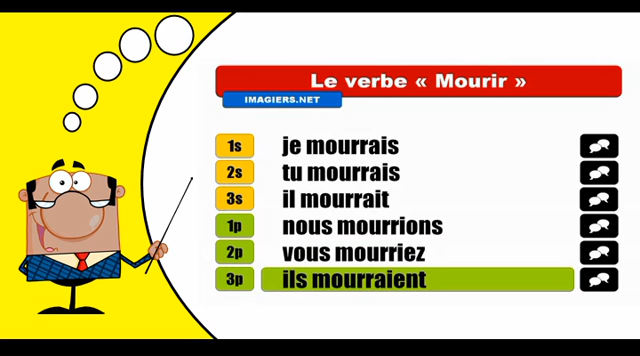 Le verbe « Mourir »
IMAGIERS.NET
1s je mourrais
2s tu mourrais
3s il mourrait
1p nous mourrions
2p vous mourriez
3p ils mourraient